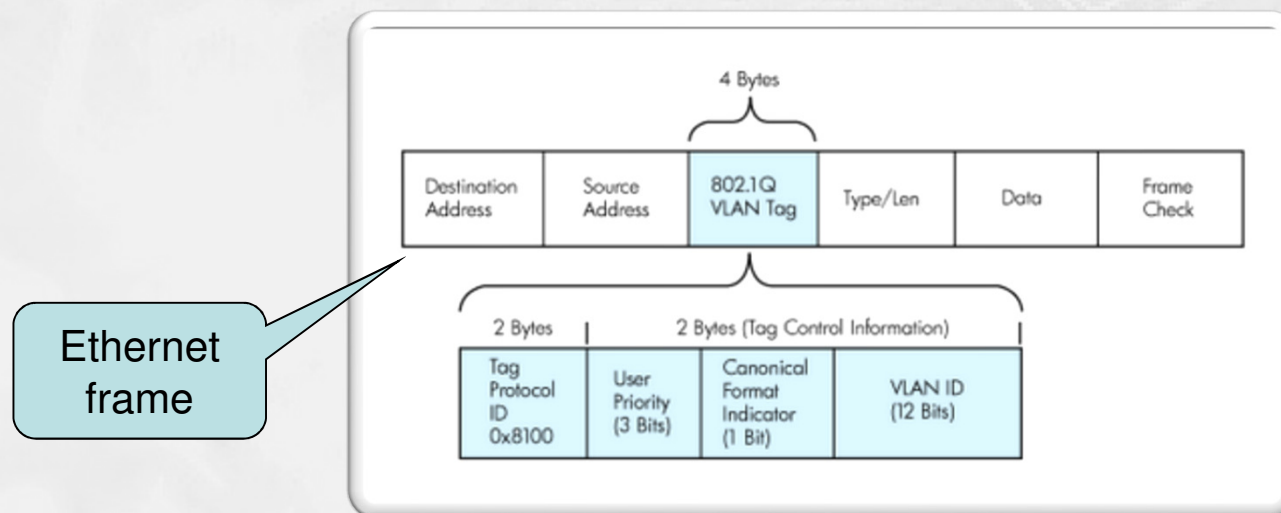 4 Bytes
Destination
Address
Source
Address
802.1Q
VLAN Tag
Type/Len
Data
Frame
Check
Ethernet
frame
2 Bytes
2 Bytes (Tag Control Information)
Tag
Protocol
ID
0x8100
User
Priority
(3 Bits)
Canonical
Format
Indicator
(1 Bit)
VLAN ID
(12 Bits)